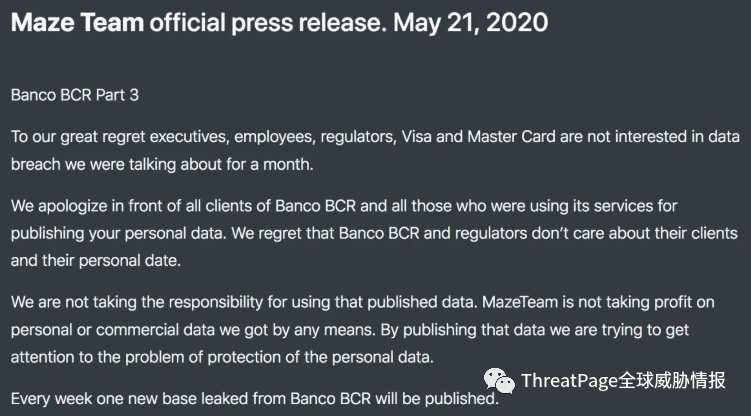 Maze Team official press release. May 21, 2020
Banco BCR Part 3
To our great regret executives, employees, regulators, Visa and Master Card are not interested in data
breach we were talking about for a month.
We apologize in front of all clients of Banco BCR and all those who were using its services for
publishing your personal data. We regret that Banco BCR and regulators don't care about their clients
and their personal date.
We are not taking the responsibility for using that published data. MazeTeam is not taking profit on
personal or commercial data we got by any means. By publishing that data we are trying to get
attention to the problem of protection of the personal data.
Every week one new base leaked from Banco BCR will be published.
ThreatPage全球威胁情报